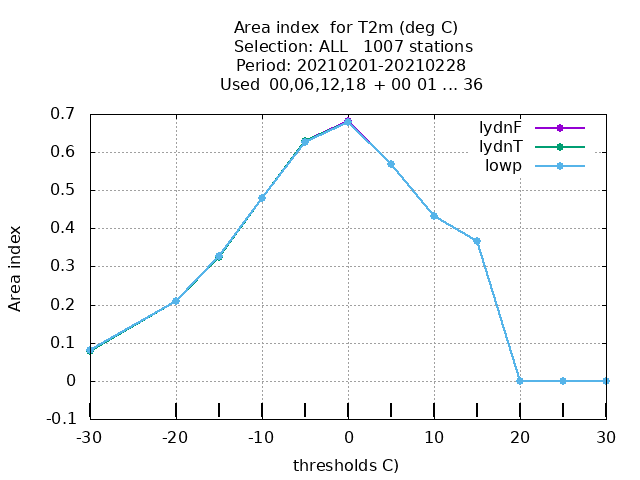 Area index  for T2m (deg C)
Selection: ALL   1007 stations
Period: 20210201-20210228
Used  00,06,12,18 + 00 01 ... 36
lydnF
lydnT
lowp
Area index
0.7
0.6
0.5
0.4
0.3
0.2
0.1
0
-0.1
-30 -20 -10 0 10 20 30
thresholds C)